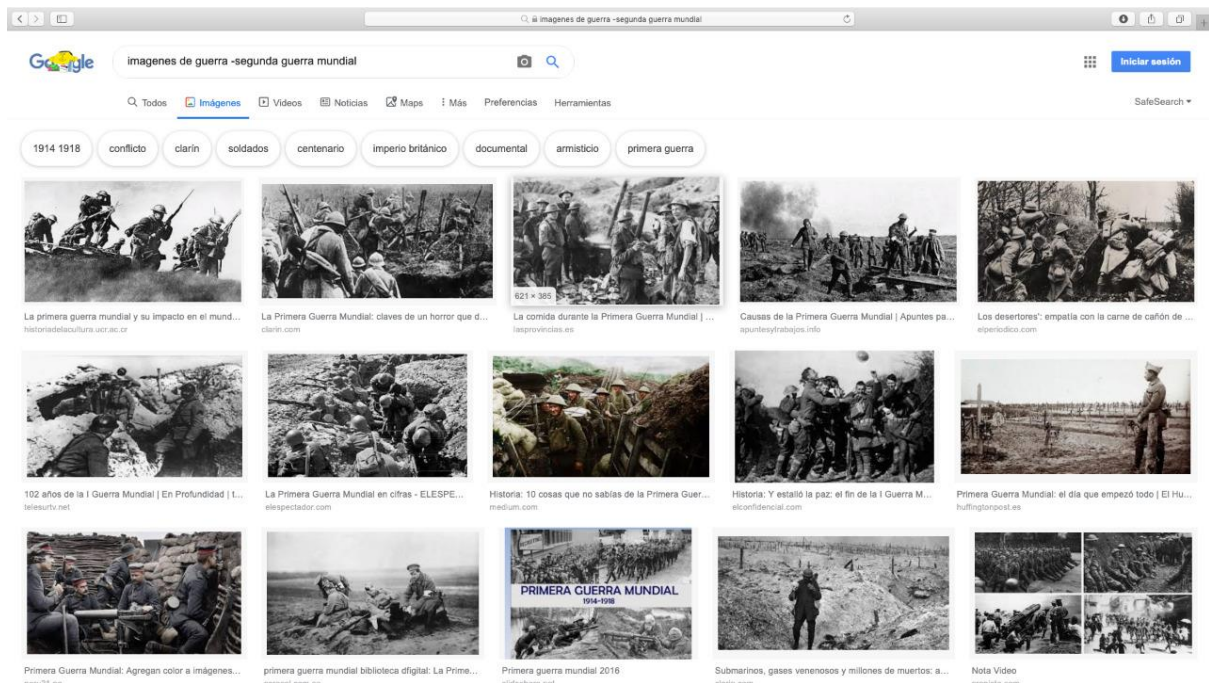 imagenes de guerra -segunda guerra mundial
Google
imagenes de guerra -segunda guerra mundial
Iniciar sesión
Todos Imágenes Videos Noticias Maps Más Preferencias Herramientas SafeSearch
1914 1918 conflicto clarín soldados centenario imperio británico documental armisticio primera guerra
621 × 385
La primera guerra mundial y su impacto en el mund...
historiadelacultura.ucr.ac.cr
La Primera Guerra Mundial: claves de un horror que d...
clarin.com
La comida durante la Primera Guerra Mundial | ...
lasprovincias.es
Causas de la Primera Guerra Mundial | Apuntes pa...
apuntesytrabajos.info
Los desertores': empatía con la carne de cañón de ...
elperiodico.com
102 años de la I Guerra Mundial | En Profundidad | t...
telesurtv.net
La Primera Guerra Mundial en cifras - ELESPE...
elespectador.com
Historia: 10 cosas que no sabías de la Primera Guer...
medium.com
Historia: Y estalló la paz: el fin de la I Guerra M...
elconfidencial.com
Primera Guerra Mundial: el día que empezó todo | El Hu...
huffingtonpost.es
PRIMERA GUERRA MUNDIAL
1914-1918
Primera Guerra Mundial: Agregan color a imágenes...
primera guerra mundial biblioteca dfigital: La Prime...
Primera guerra mundial 2016
Submarinos, gases venenosos y millones de muertos: a...
Nota Video